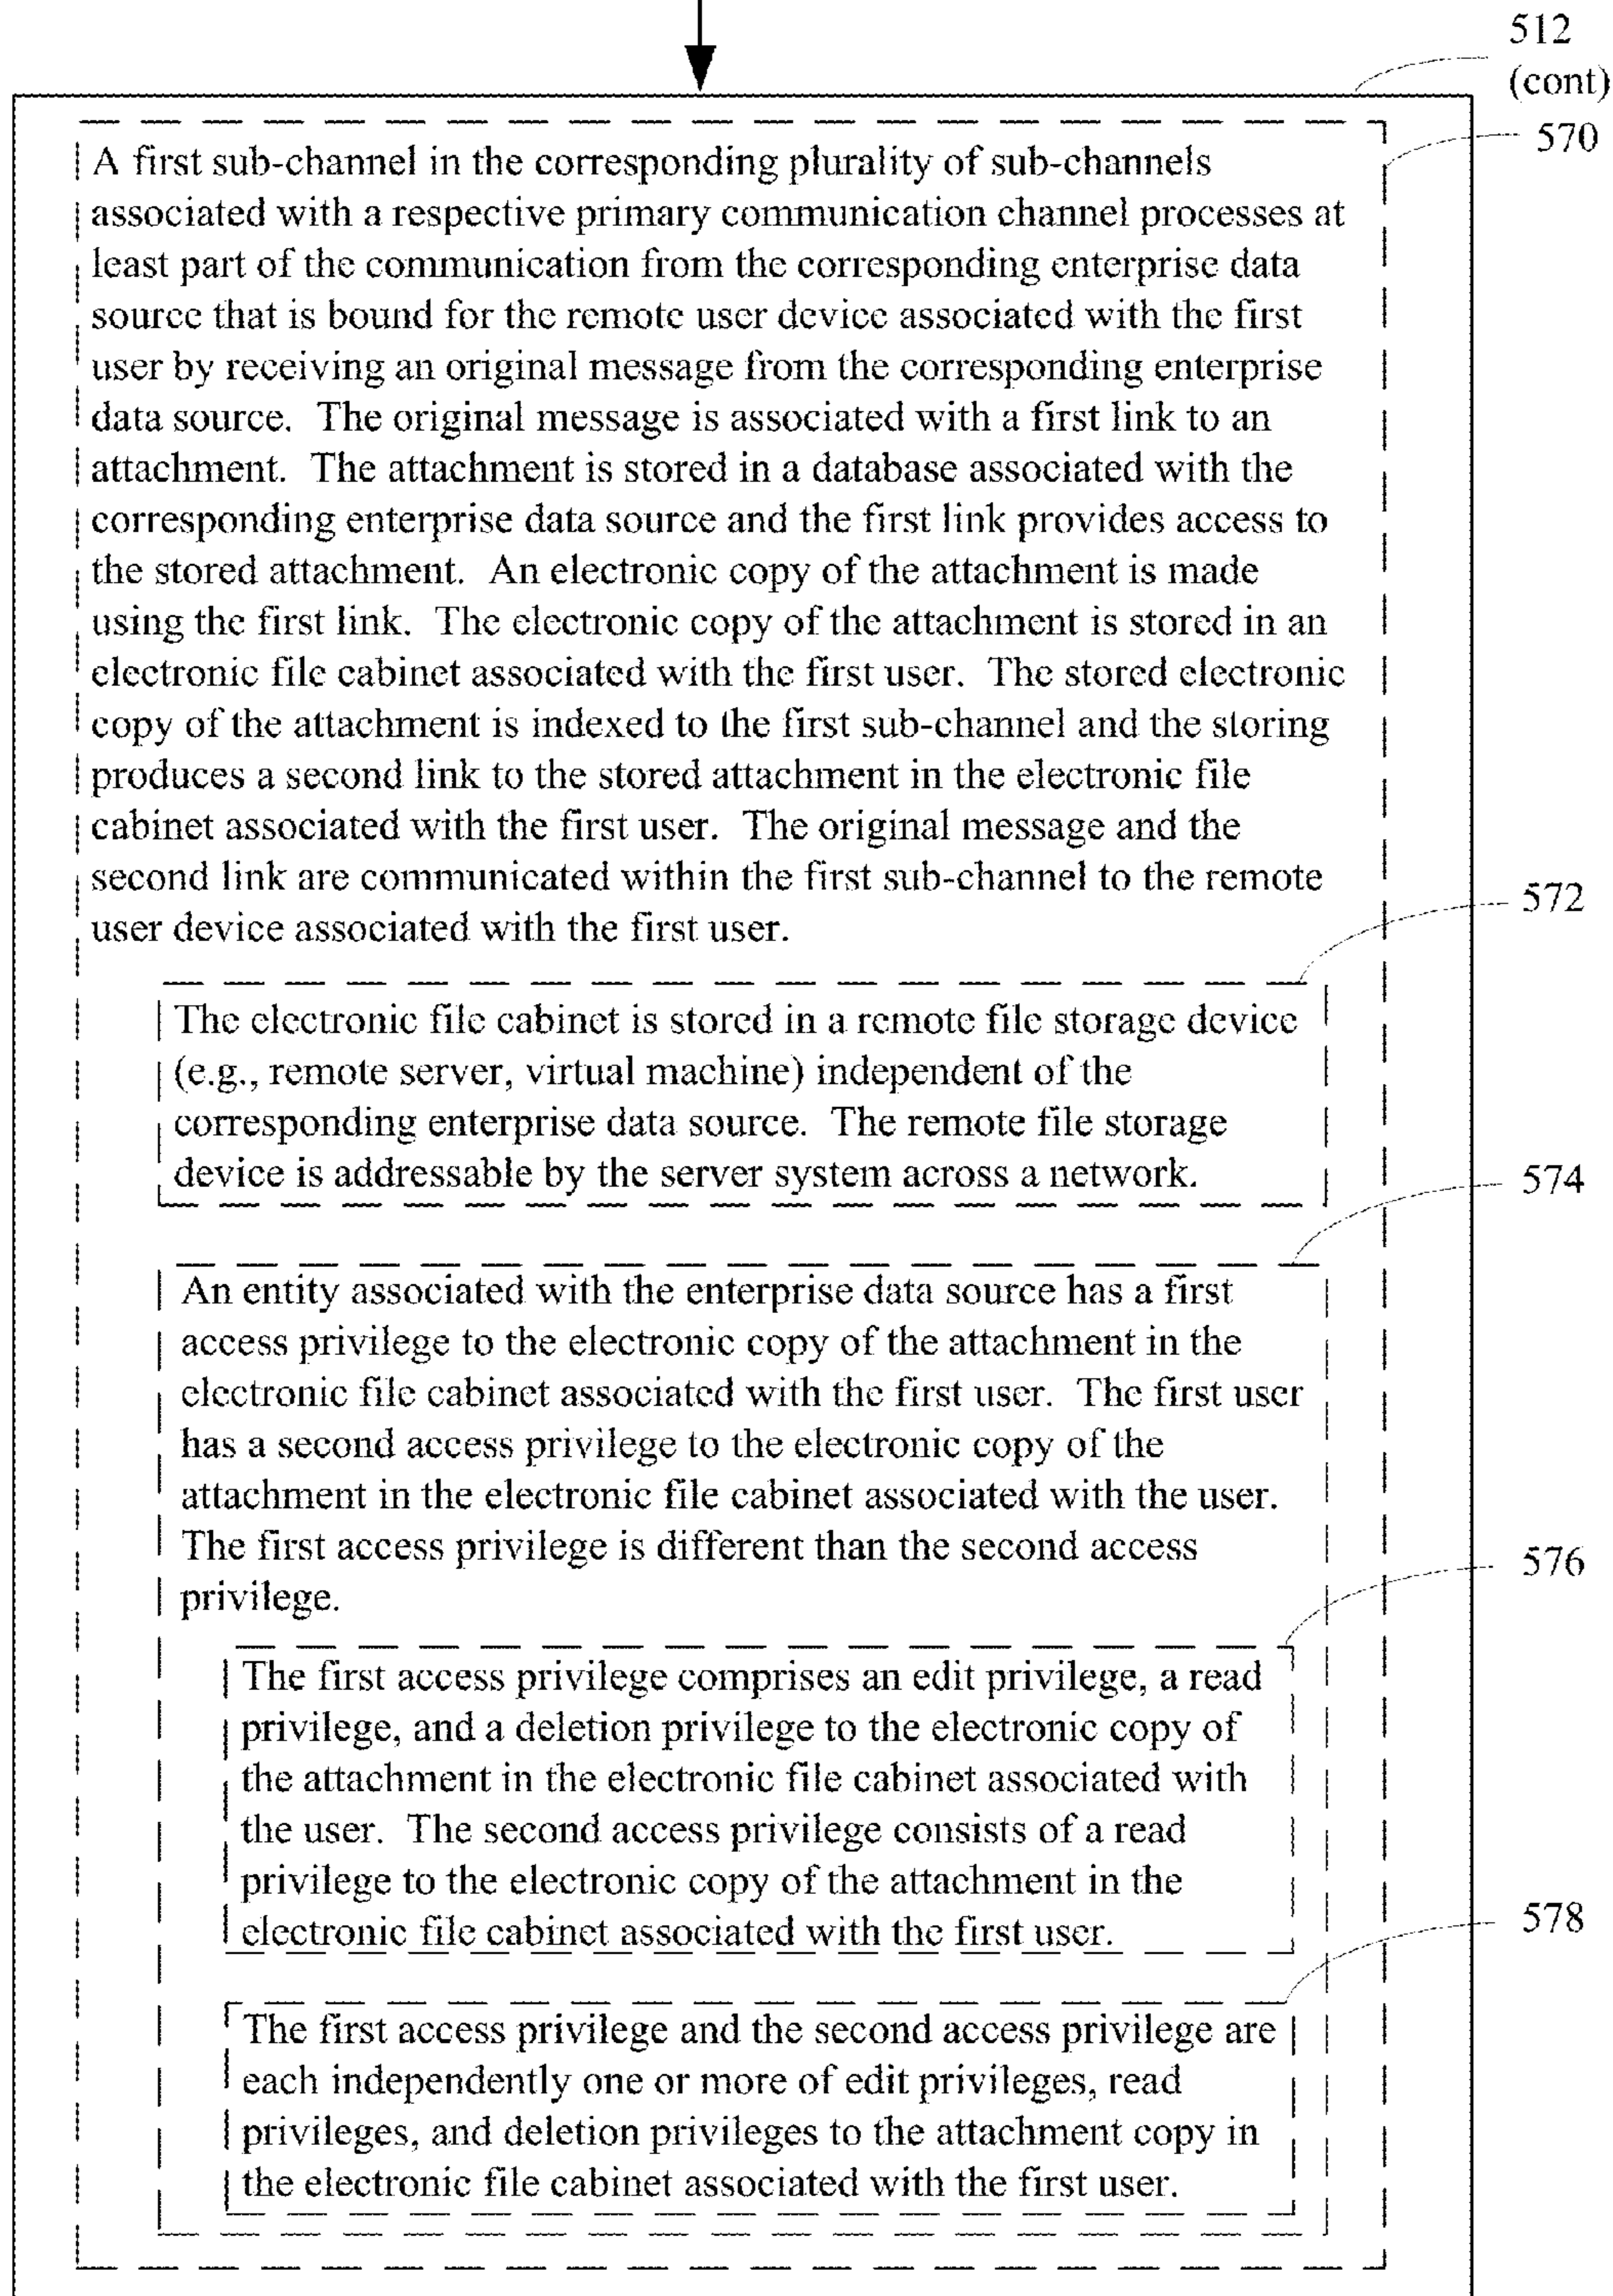 512
(cont)
570
A first sub-channel in the corresponding plurality of sub-channels
associated with a respective primary communication channel processes at
least part of the communication from the corresponding enterprise data
source that is bound for the remote user device associated with the first
user by receiving an original message from the corresponding enterprise
data source.  The original message is associated with a first link to an
attachment.  The attachment is stored in a database associated with the
corresponding enterprise data source and the first link provides access to
the stored attachment.  An electronic copy of the attachment is made
using the first link.  The electronic copy of the attachment is stored in an
electronic file cabinet associated with the first user.  The stored electronic
copy of the attachment is indexed to the first sub-channel and the storing
produces a second link to the stored attachment in the electronic file
cabinet associated with the first user.  The original message and the
second link are communicated within the first sub-channel to the remote
user device associated with the first user.
572
The electronic file cabinet is stored in a remote file storage device
(e.g., remote server, virtual machine) independent of the
corresponding enterprise data source.  The remote file storage
device is addressable by the server system across a network.
574
An entity associated with the enterprise data source has a first
access privilege to the electronic copy of the attachment in the
electronic file cabinet associated with the first user.  The first user
has a second access privilege to the electronic copy of the
attachment in the electronic file cabinet associated with the user.
The first access privilege is different than the second access
privilege.
576
The first access privilege comprises an edit privilege, a read
privilege, and a deletion privilege to the electronic copy of
the attachment in the electronic file cabinet associated with
the user.  The second access privilege consists of a read
privilege to the electronic copy of the attachment in the
electronic file cabinet associated with the first user.
578
The first access privilege and the second access privilege are
each independently one or more of edit privileges, read
privileges, and deletion privileges to the attachment copy in
the electronic file cabinet associated with the first user.